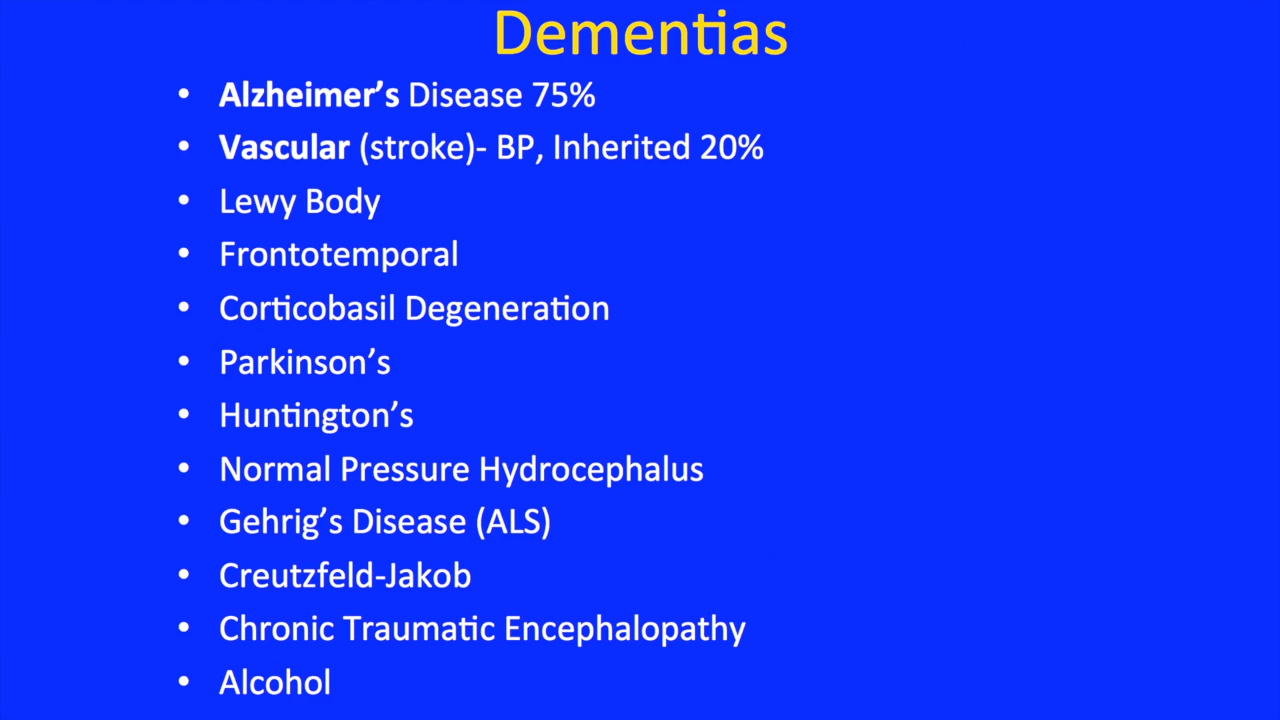 Dementias
• Alzheimer’s Disease 75%
• Vascular (stroke)- BP, Inherited 20%
• Lewy Body
• Frontotemporal
• Corticobasil Degeneration
• Parkinson’s
• Huntington’s
• Normal Pressure Hydrocephalus
• Gehrig’s Disease (ALS)
• Creutzfeld-Jakob
• Chronic Traumatic Encephalopathy
• Alcohol